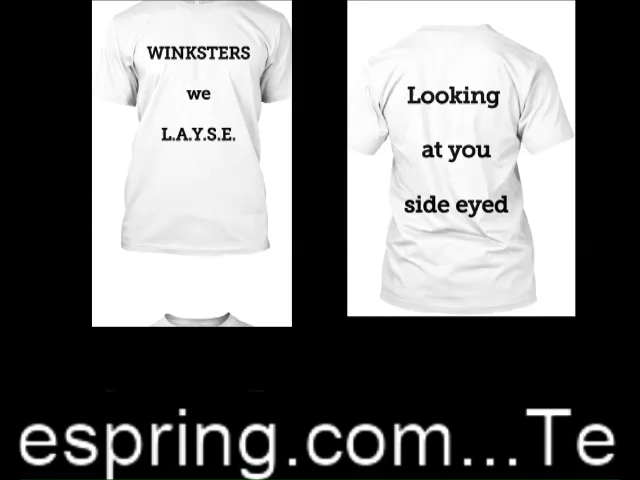 WINKSTERS
we
L.A.Y.S.E.
Looking
at you
side eyed
espring.com...Te